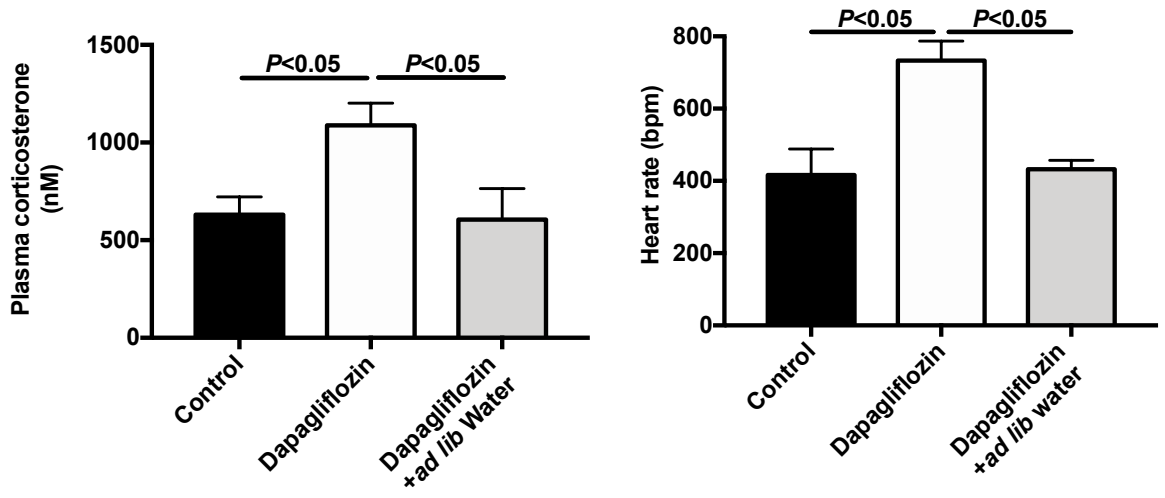 P<0.05
P<0.05
1500
1000
500
0
Plasma corticosterone
(nM)
Control
Dapagliflozin
Dapagliflozin
+ad lib Water
P<0.05
P<0.05
800
600
400
200
0
Heart rate (bpm)
Control
Dapagliflozin
Dapagliflozin
+ad lib water